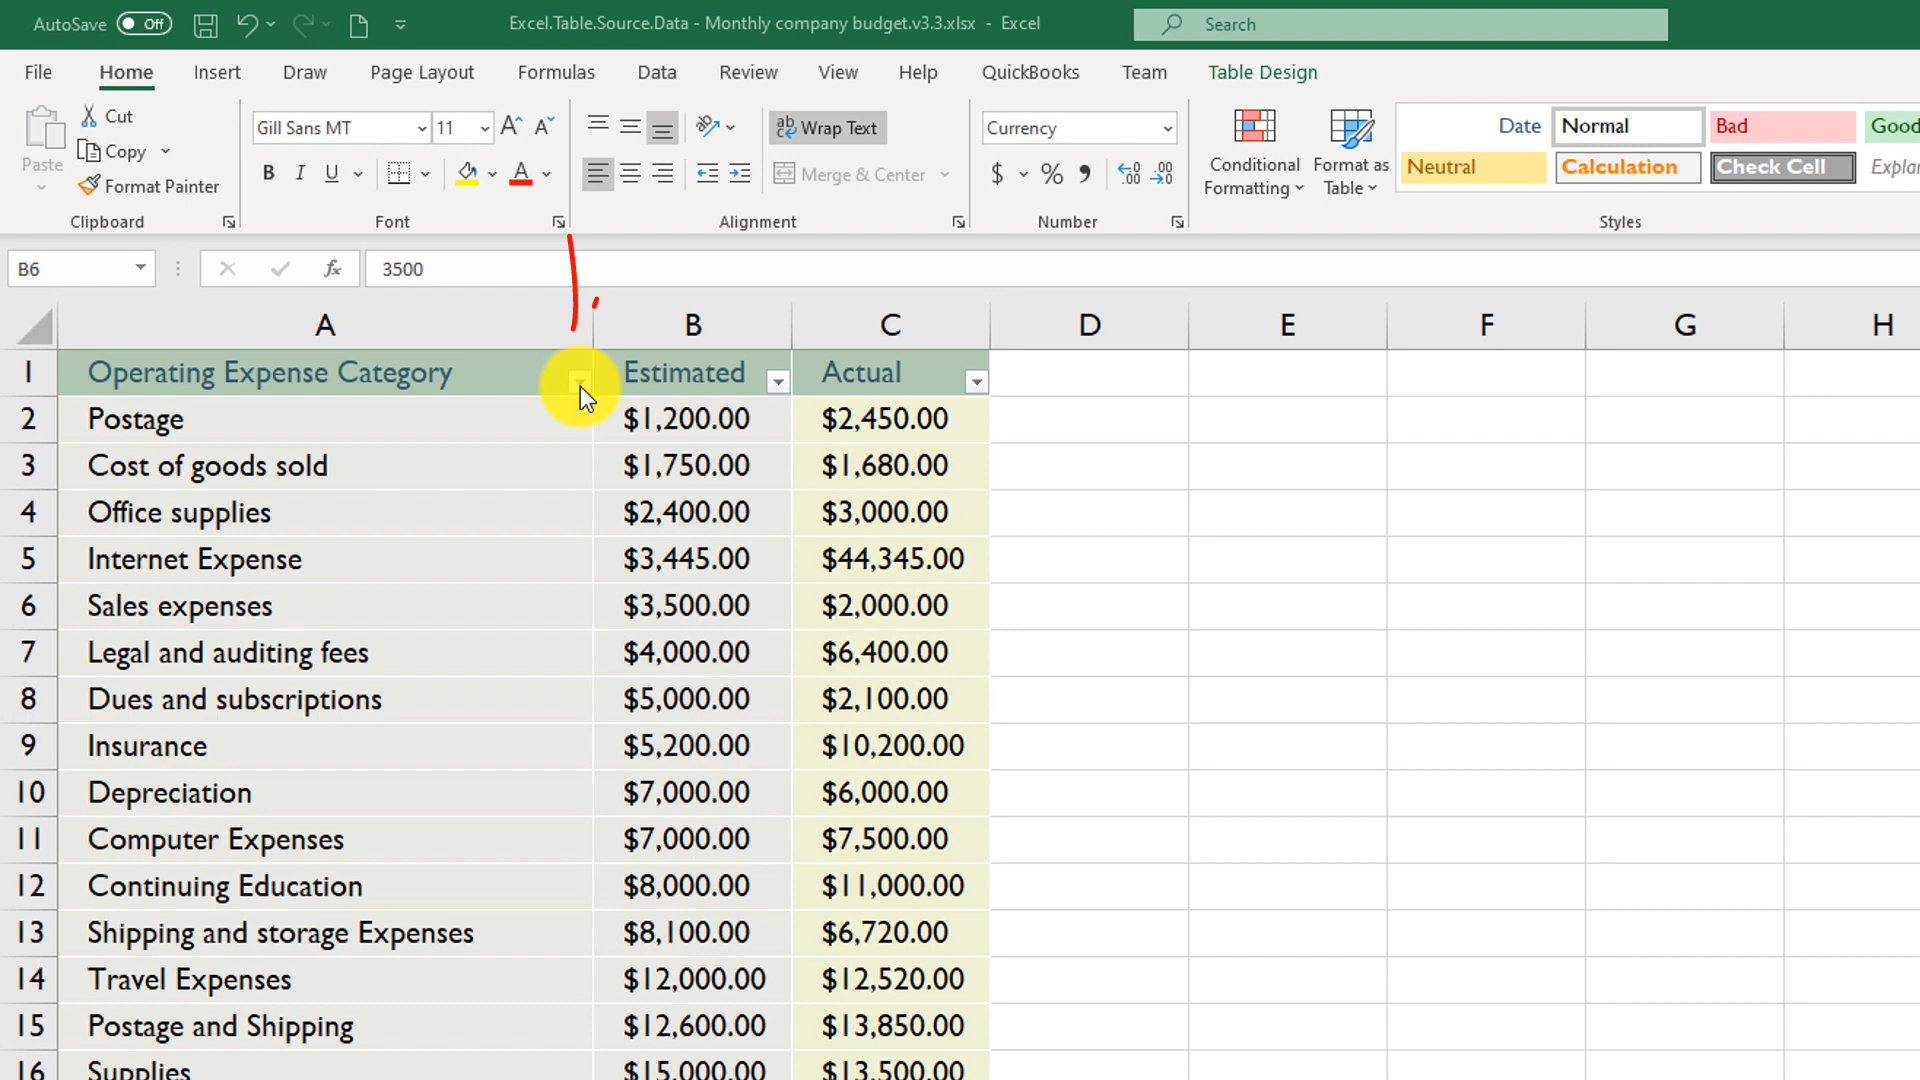 AutoSave Off Excel.Table.Source.Data - Monthly company budget.v3.3.xlsx - Excel Search
File Home Insert Draw Page Layout Formulas Data Review View Help QuickBooks Team Table Design
Paste Cut Copy Format Painter
Clipboard
Gill Sans MT 11
B I U A
Font
ab Wrap Text
Merge & Center
Alignment
Currency
$ % 9 .00 .00
Number
Conditional Formatting
Format as Table
Date Normal Bad Good
Neutral Calculation Check Cell Explan
Styles
B6 fx 3500
A B C D E F G H
1 Operating Expense Category Estimated Actual
2 Postage $1,200.00 $2,450.00
3 Cost of goods sold $1,750.00 $1,680.00
4 Office supplies $2,400.00 $3,000.00
5 Internet Expense $3,445.00 $44,345.00
6 Sales expenses $3,500.00 $2,000.00
7 Legal and auditing fees $4,000.00 $6,400.00
8 Dues and subscriptions $5,000.00 $2,100.00
9 Insurance $5,200.00 $10,200.00
10 Depreciation $7,000.00 $6,000.00
11 Computer Expenses $7,000.00 $7,500.00
12 Continuing Education $8,000.00 $11,000.00
13 Shipping and storage Expenses $8,100.00 $6,720.00
14 Travel Expenses $12,000.00 $12,520.00
15 Postage and Shipping $12,600.00 $13,850.00
16 Supplies $15,000.00 $13,500.00